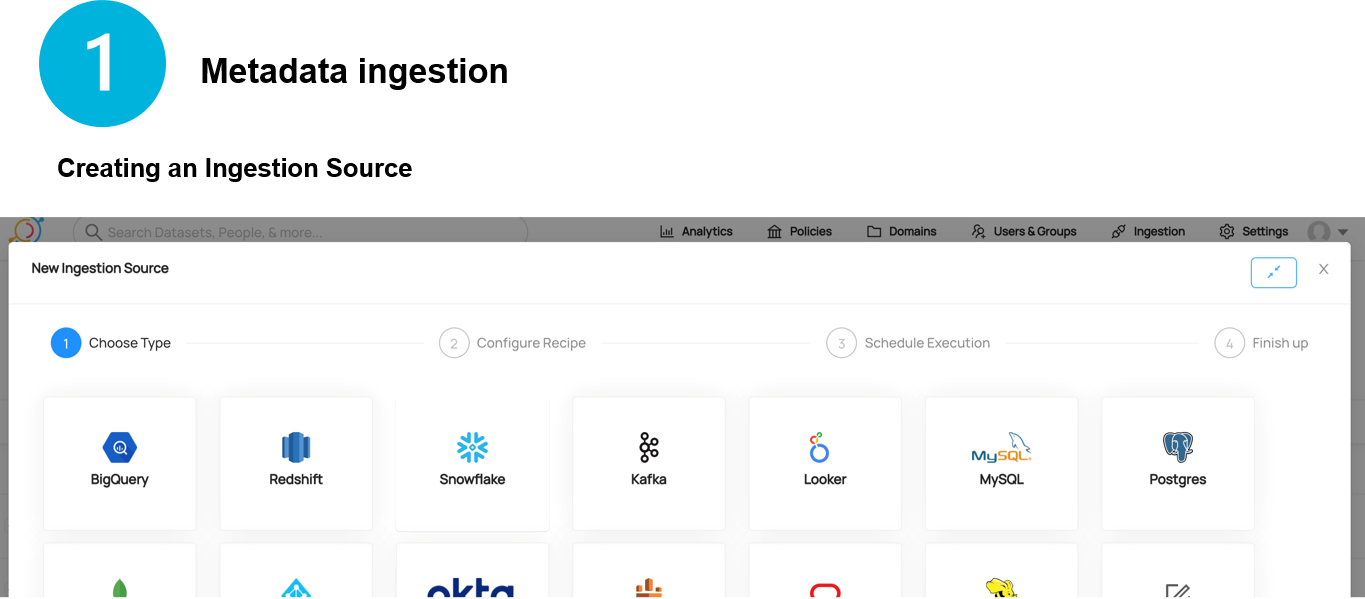 1
Metadata ingestion
Creating an Ingestion Source
Search Datasets, People, & more... Analytics Policies Domains Users & Groups Ingestion Settings
New Ingestion Source X
1 Choose Type 2 Configure Recipe 3 Schedule Execution 4 Finish up
MySQL
BigQuery Redshift Snowflake Kafka Looker MySQL Postgres
okta